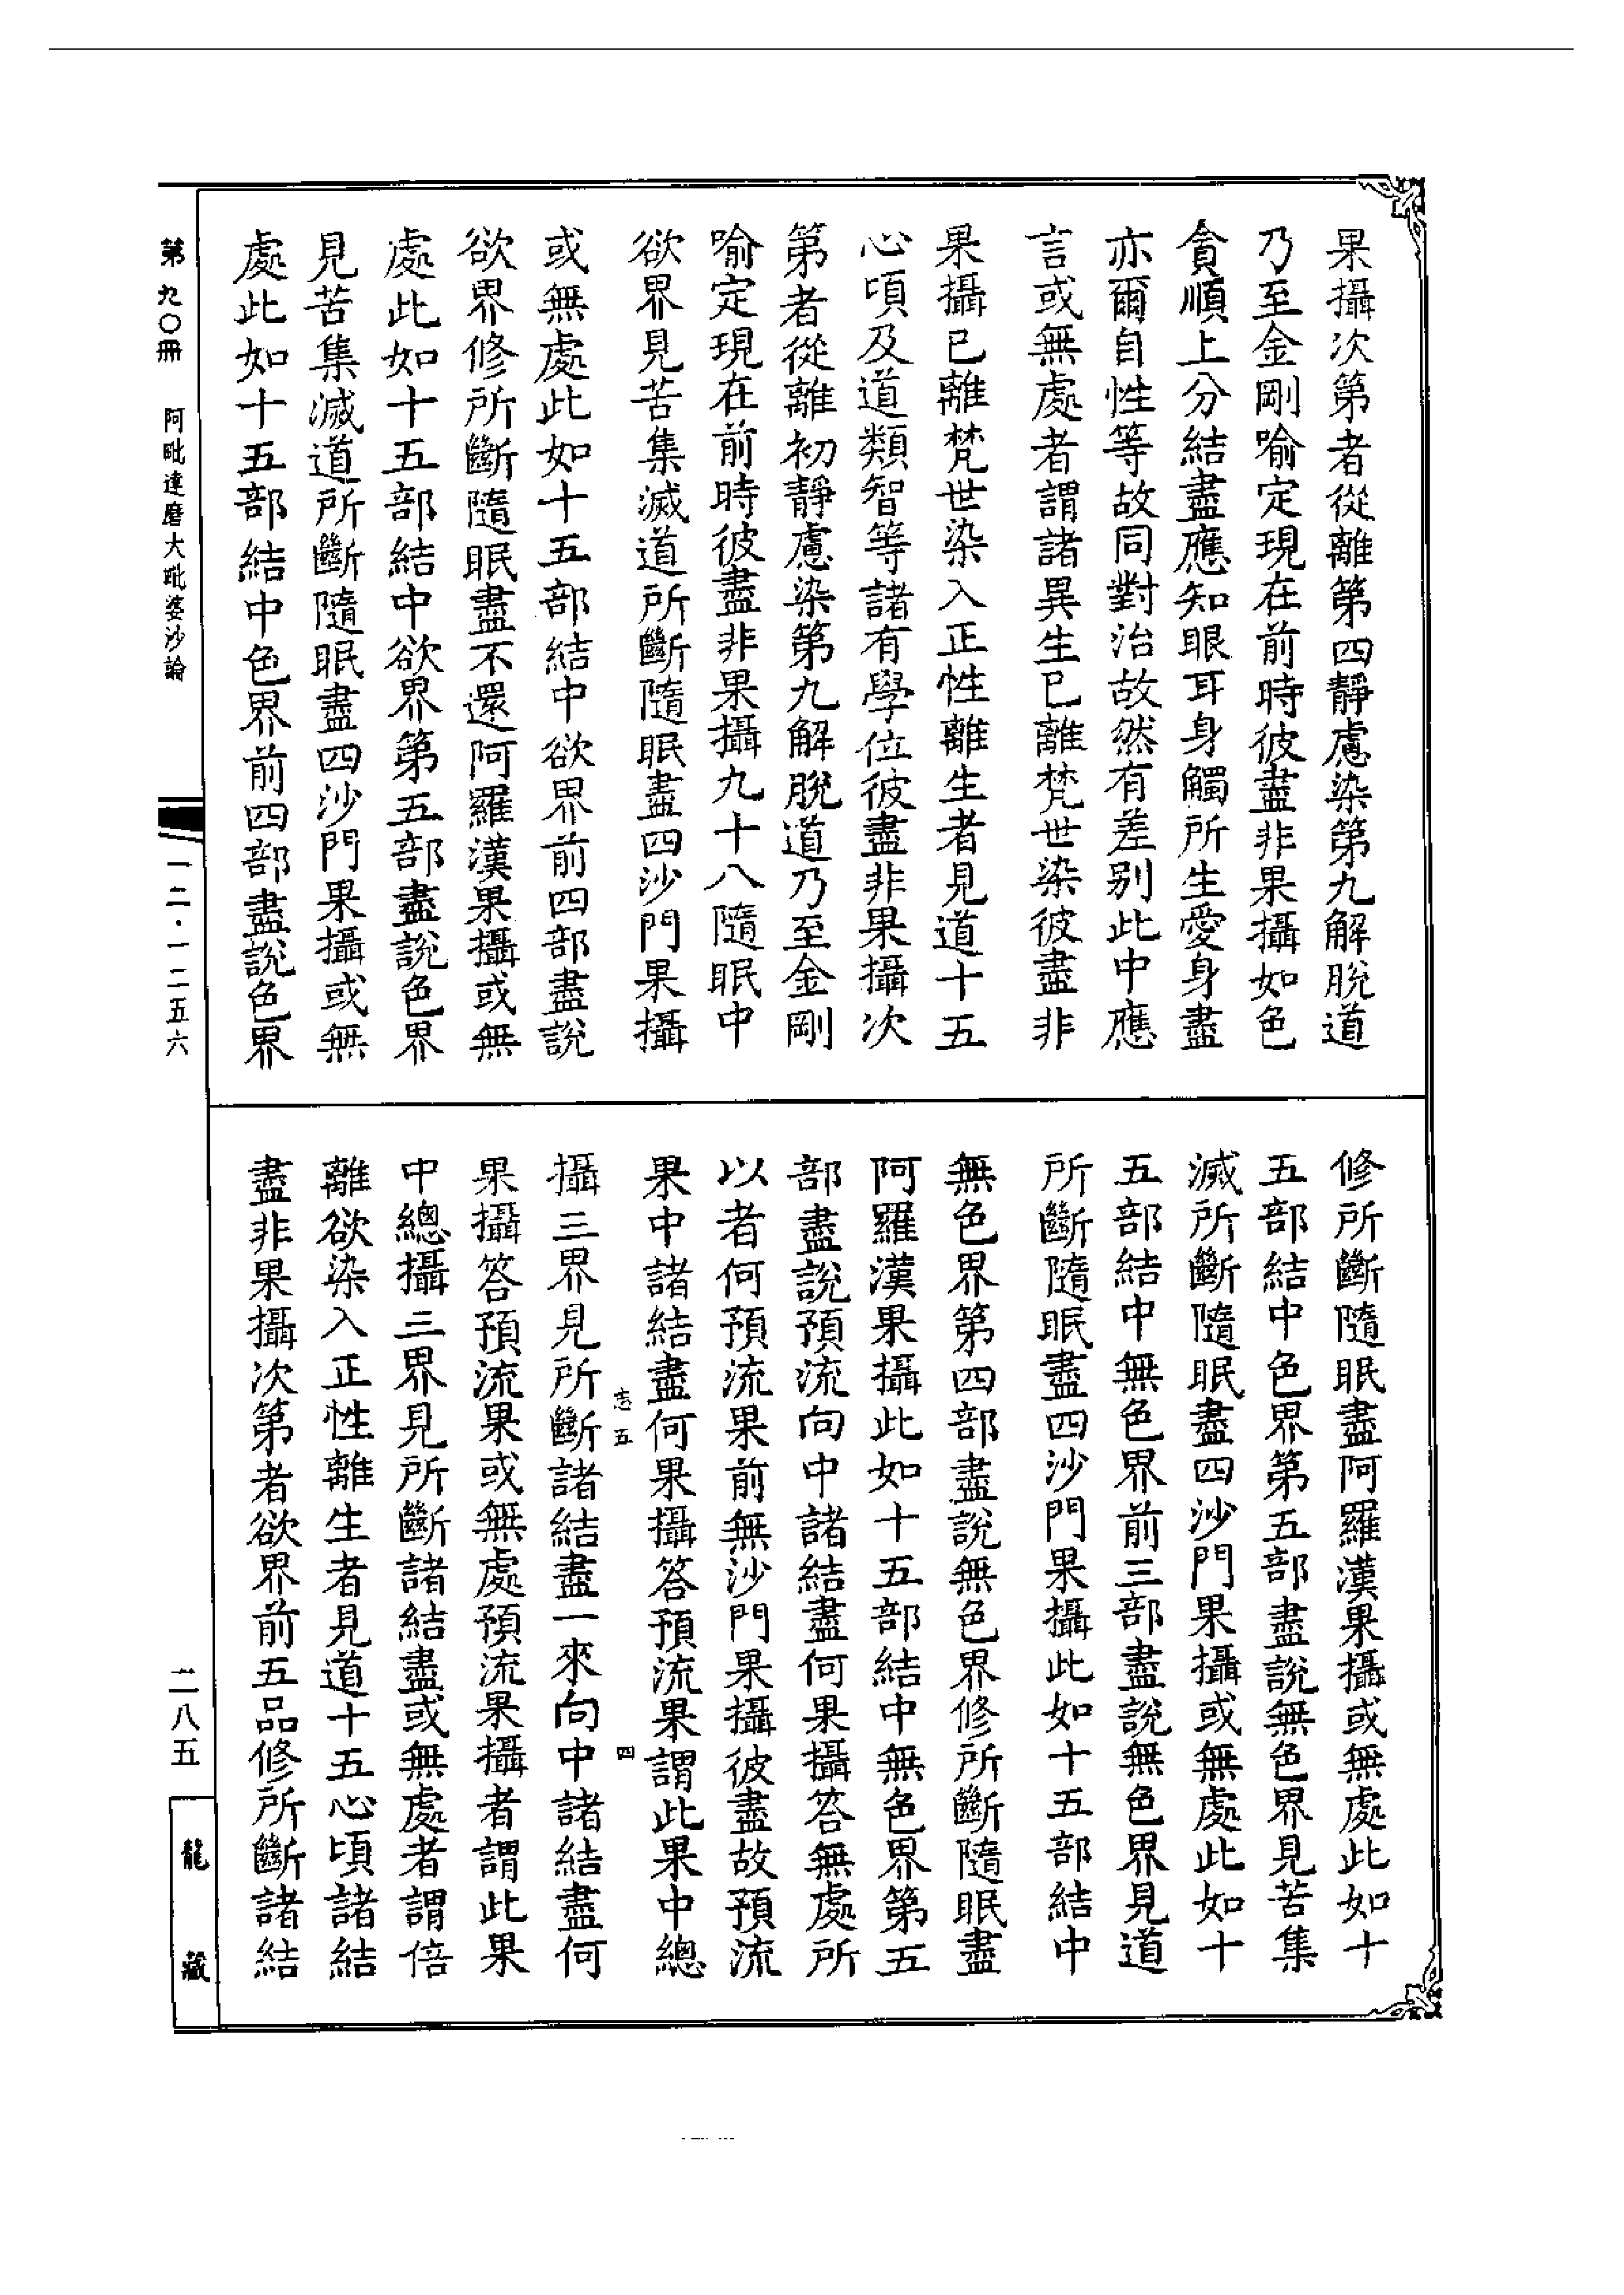 果攝次第者從離第四靜慮染第九解脫道
乃至金剛喻定現在前時彼盡非果攝如色
貪順上分結盡應知眼耳身觸所生愛身盡
亦爾自性等故同對治故然有差別此中應
言或無處者謂諸異生已離梵世染彼盡非
果攝已離梵世染入正性離生者見道十五
心頃及道類智等諸有學位彼盡非果攝次
第者從離初靜慮染第九解脫道乃至金剛
喻定現在前時彼盡非果攝九十八隨眠中
欲界見苦集滅道所斷隨眠盡四沙門果攝
或無處此如十五部結中欲界前四部盡說
欲界修所斷隨眠盡不還阿羅漢果攝或無
處此如十五部結中欲界第五部盡說色界
見苦集滅道所斷隨眠盡四沙門果攝或無
處此如十五部結中色界前四部盡說色界
修所斷隨眠盡阿羅漢果攝或無處此如十
五部結中色界第五部盡說無色界見苦集
滅所斷隨眠盡四沙門果攝或無處此如十
五部結中無色界前三部盡說無色界見道
所斷隨眠盡四沙門果攝此如十五部結中
無色界第四部盡說無色界修所斷隨眠盡
阿羅漢果攝此如十五部結中無色界第五
部盡說預流向中諸結盡何果攝答無處所
以者何預流果前無沙門果攝彼盡故預流
果中諸結盡何果攝答預流果謂此果中總
志五 四
攝三界見所斷諸結盡一來向中諸結盡何
果攝答預流果或無處預流果攝者謂此果
中總攝三界見所斷諸結盡或無處者謂倍
離欲染入正性離生者見道十五心頃諸結
盡非果攝次第者欲界前五品修所斷諸結
第九〇冊 阿毗達磨大毗婆沙論
一二·一二五六
二八五
龍藏